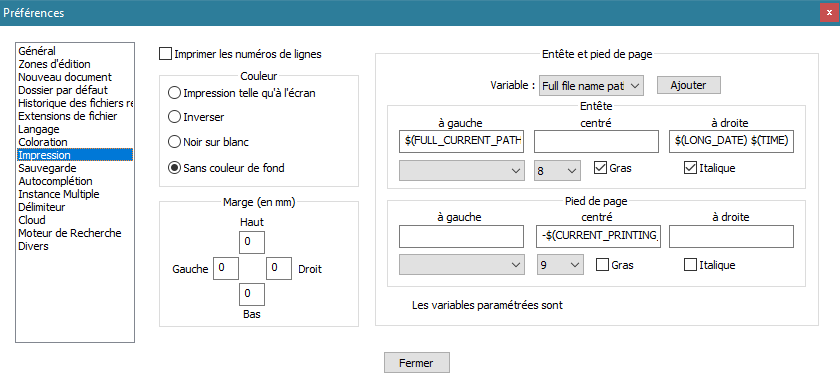 Préférences
x
Général
Zones d'édition
Nouveau document
Dossier par défaut
Historique des fichiers re
Extensions de fichier
Langage
Coloration
Impression
Sauvegarde
Autocomplétion
Instance Multiple
Délimiteur
Cloud
Moteur de Recherche
Divers
Imprimer les numéros de lignes
Couleur
Impression telle qu'à l'écran
Inverser
Noir sur blanc
Sans couleur de fond
Marge (en mm)
Haut
0
Gauche 0 0 Droit
0
Bas
Entête et pied de page
Variable : Full file name pat Ajouter
Entête
à gauche centré à droite
$(FULL_CURRENT_PATH $(LONG_DATE) $(TIME)
8 Gras Italique
Pied de page
à gauche centré à droite
-$(CURRENT_PRINTING_
9 Gras Italique
Les variables paramétrées sont
Fermer